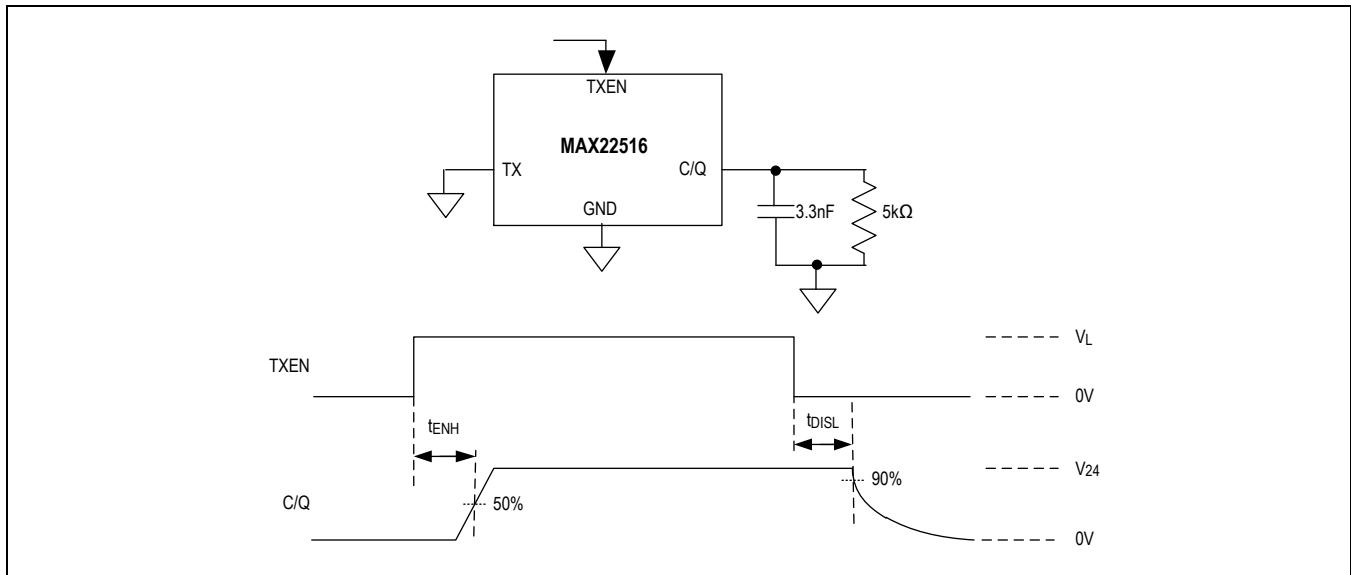 TXEN
MAX22516
TX
C/Q
GND
3.3nF
5kΩ
TXEN
VL
0V
tENH
tDISL
C/Q
50%
90%
V24
0V